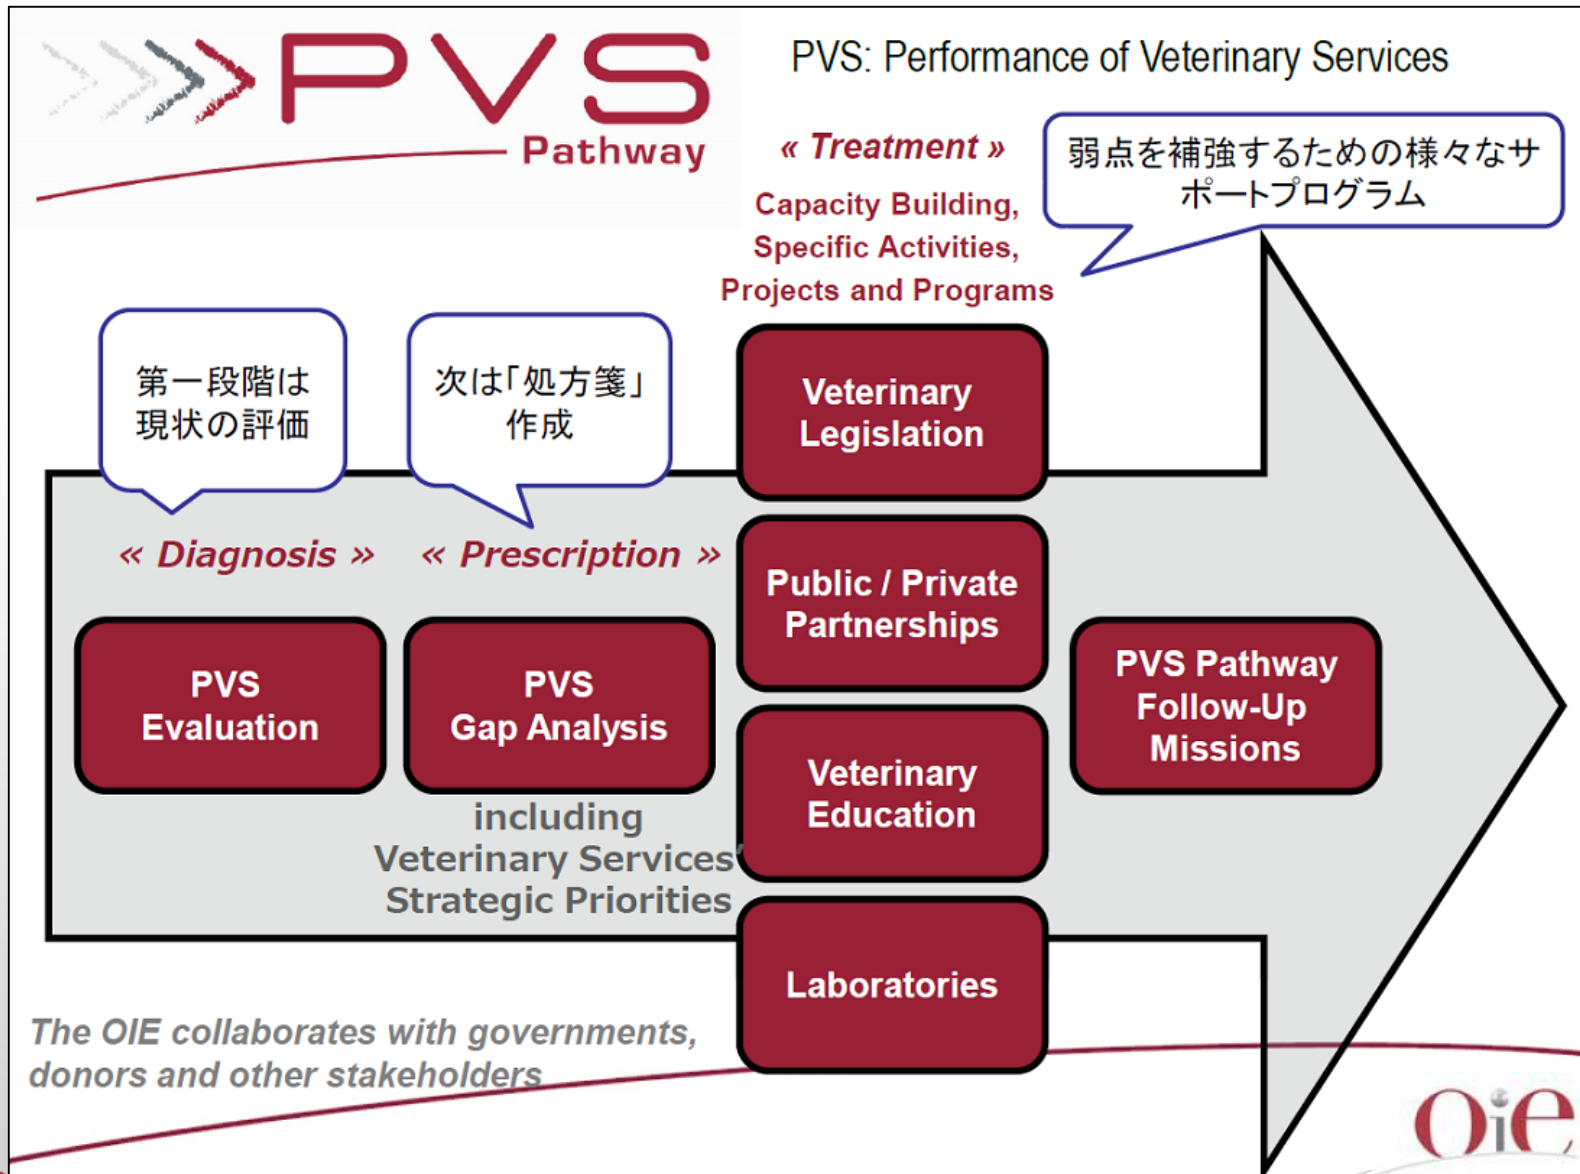 PVS
Pathway
PVS: Performance of Veterinary Services
« Treatment »
Capacity Building,
Specific Activities,
Projects and Programs
弱点を補強するための様々なサ
ポートプログラム
第一段階は
現状の評価
次は「処方箋」
作成
« Diagnosis »
« Prescription »
PVS
Evaluation
PVS
Gap Analysis
including
Veterinary Services'
Strategic Priorities
Veterinary
Legislation
Public / Private
Partnerships
Veterinary
Education
Laboratories
PVS Pathway
Follow-Up
Missions
The OIE collaborates with governments,
donors and other stakeholders
Oie